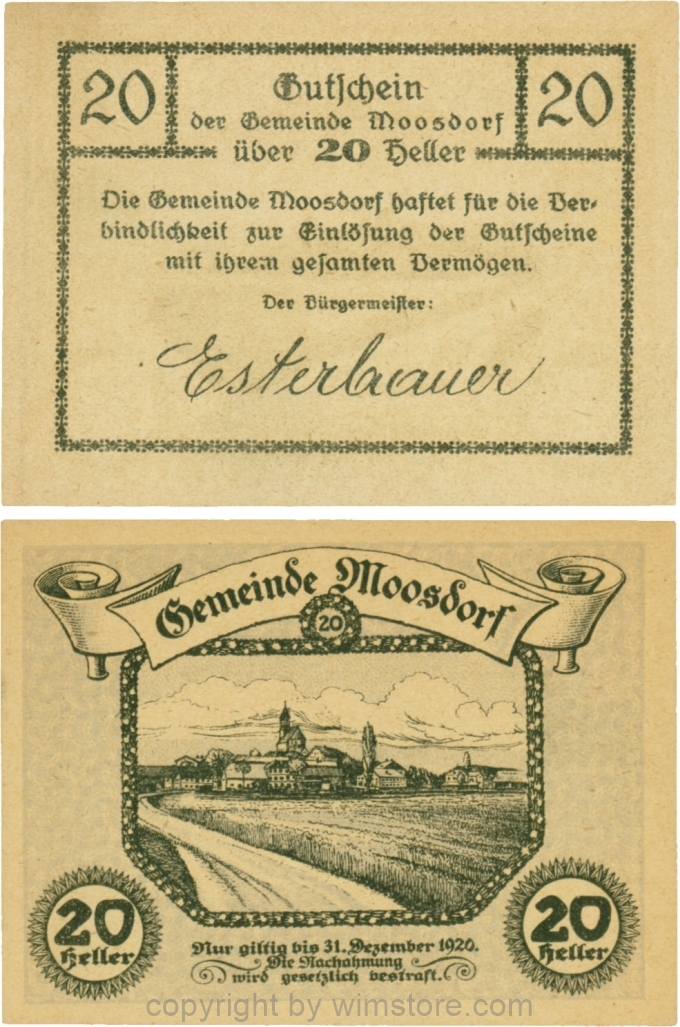 20
Gutschein
20
der Gemeinde Moosdorf
über 20 Heller
Die Gemeinde Moosdorf haftet für die Ver-
bindlichkeit zur Einlösung der Gutscheine
mit ihrem gesamten Vermögen.
Der Bürgermeister:
Esterbauer
Gemeinde Moosdorf
20
20
Heller
20
Heller
Nur giltig bis 31. Dezember 1920.
Die Nachahmung
wird gesetzlich bestraft.
copyright by wimstore.com